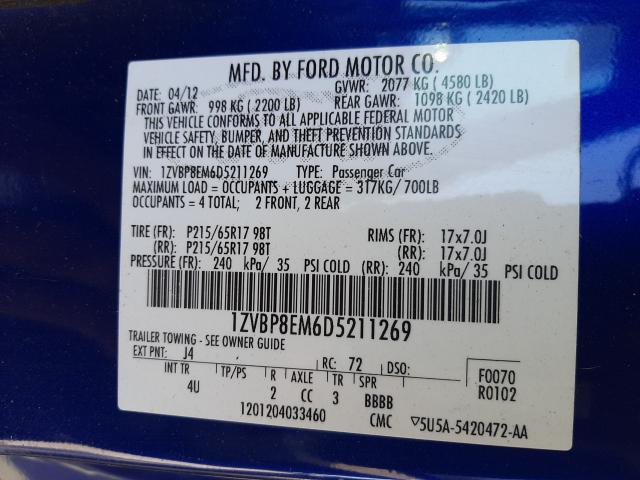 MFD. BY FORD MOTOR CO.
DATE: 04/12 GVWR: 2077 KG ( 4580 LB)
FRONT GAWR: 998 KG ( 2200 LB) REAR GAWR: 1098 KG ( 2420 LB)
THIS VEHICLE CONFORMS TO ALL APPLICABLE FEDERAL MOTOR
VEHICLE SAFETY, BUMPER, AND THEFT PREVENTION STANDARDS
IN EFFECT ON THE DATE OF MANUFACTURE SHOWN ABOVE.
VIN: 1ZVBP8EM6D5211269 TYPE: Passenger Car
MAXIMUM LOAD = OCCUPANTS + LUGGAGE = 317KG/ 700LB
OCCUPANTS = 4 TOTAL; 2 FRONT, 2 REAR
TIRE (FR): P215/65R17 98T RIMS (FR): 17x7.0J
(RR): P215/65R17 98T (RR): 17x7.0J
PRESSURE (FR): 240 kPa/ 35 PSI COLD (RR): 240 kPa/ 35 PSI COLD
1ZVBP8EM6D5211269
TRAILER TOWING - SEE OWNER GUIDE
EXT PNT: J4 RC: 72 DSO: F0070
INT TR TP/PS R AXLE TR SPR R0102
4U 2 CC 3 BBBB
1201204033460 CMC ▽5U5A-5420472-AA